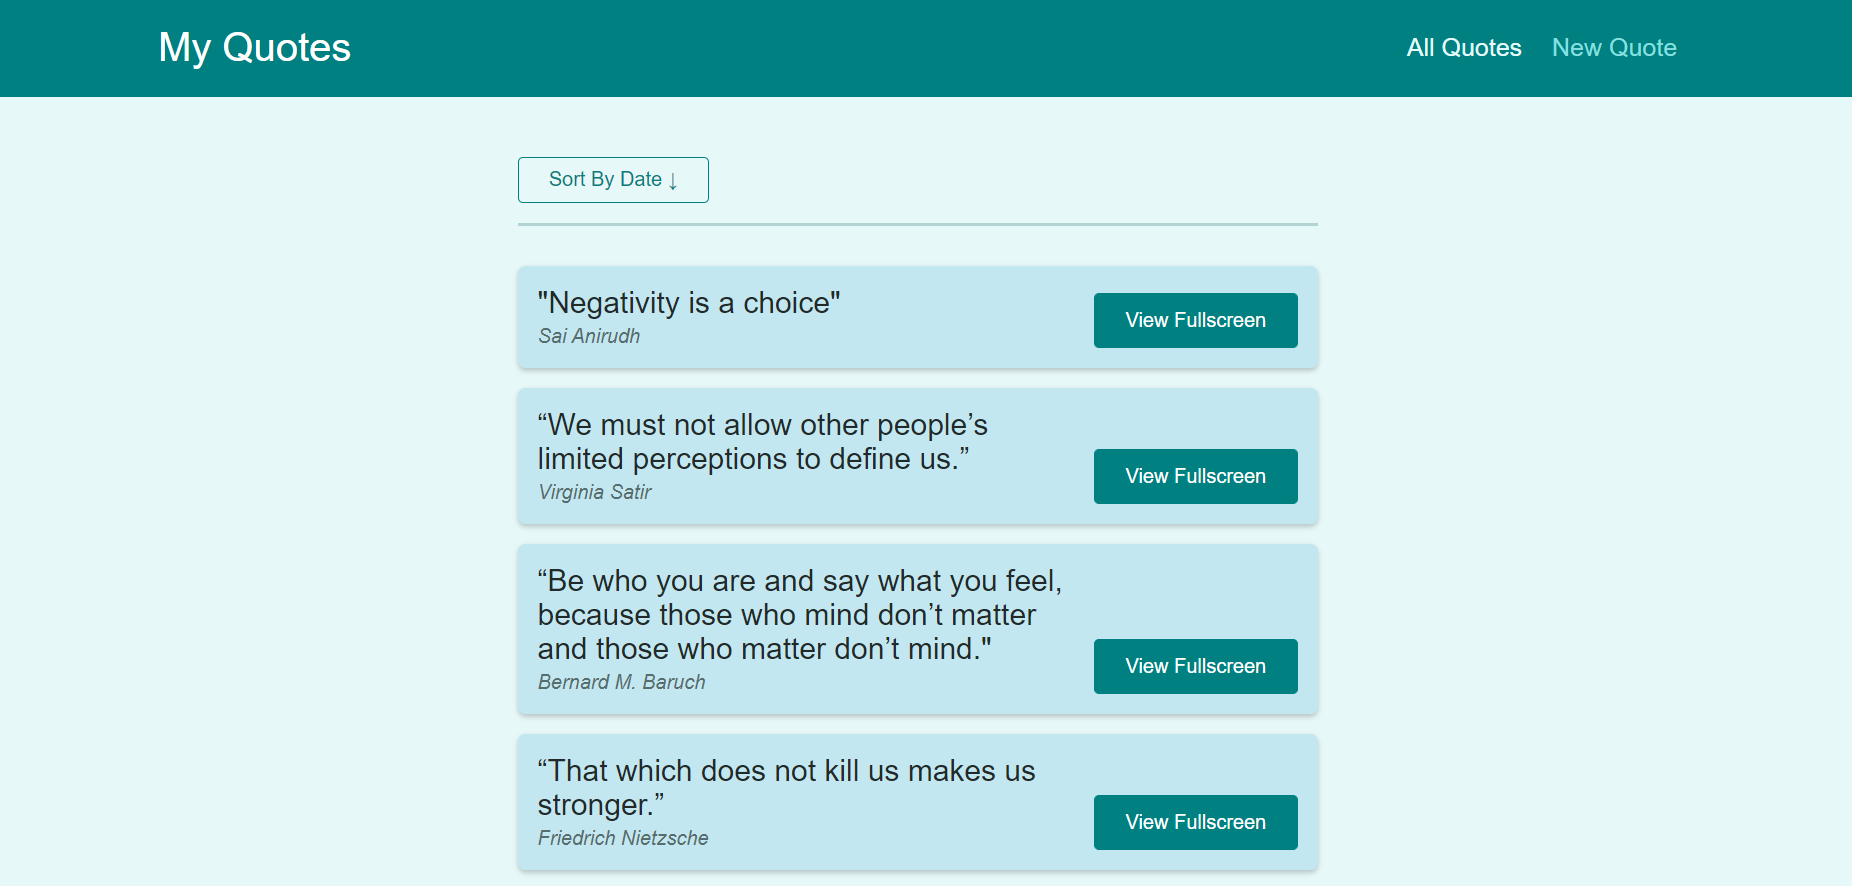 My Quotes
All Quotes New Quote
Sort By Date ↓
"Negativity is a choice"
Sai Anirudh
View Fullscreen
“We must not allow other people’s
limited perceptions to define us.”
Virginia Satir
View Fullscreen
“Be who you are and say what you feel,
because those who mind don’t matter
and those who matter don’t mind."
Bernard M. Baruch
View Fullscreen
“That which does not kill us makes us
stronger.”
Friedrich Nietzsche
View Fullscreen